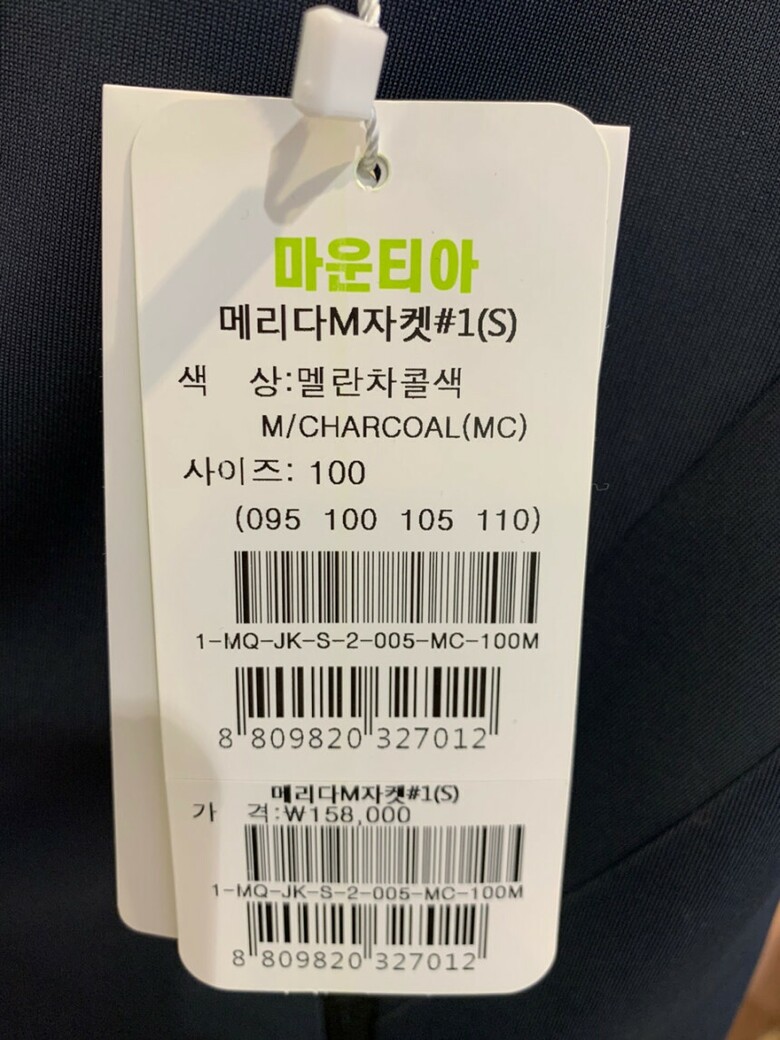 마운티아
메리다M자켓#1(S)
색 상:멜란차콜색
M/CHARCOAL(MC)
사이즈: 100
(095 100 105 110)
1-MQ-JK-S-2-005-MC-100M
8 809820 327012
메리다M자켓#1(S)
가 격:₩158,000
1-MQ-JK-S-2-005-MC-100M
8 809820 327012